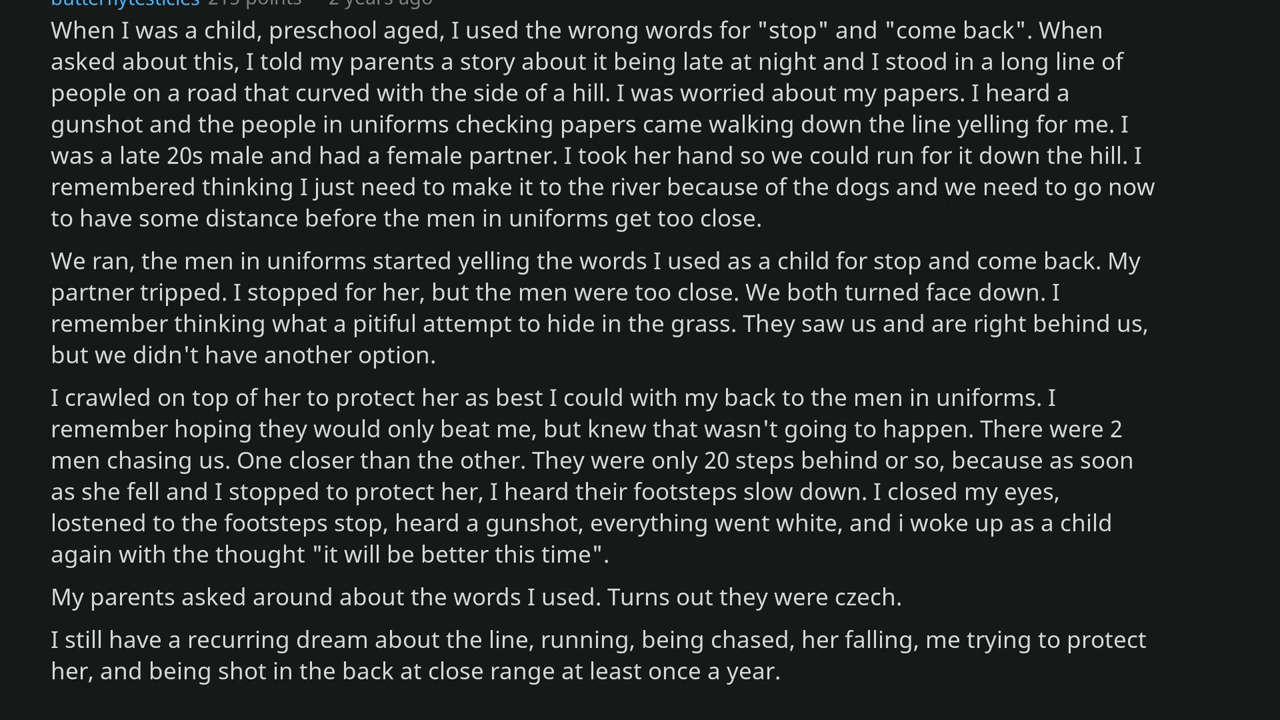 butterflytesticles 215 points 2 years ago
When I was a child, preschool aged, I used the wrong words for "stop" and "come back". When
asked about this, I told my parents a story about it being late at night and I stood in a long line of
people on a road that curved with the side of a hill. I was worried about my papers. I heard a
gunshot and the people in uniforms checking papers came walking down the line yelling for me. I
was a late 20s male and had a female partner. I took her hand so we could run for it down the hill. I
remembered thinking I just need to make it to the river because of the dogs and we need to go now
to have some distance before the men in uniforms get too close.
We ran, the men in uniforms started yelling the words I used as a child for stop and come back. My
partner tripped. I stopped for her, but the men were too close. We both turned face down. I
remember thinking what a pitiful attempt to hide in the grass. They saw us and are right behind us,
but we didn't have another option.
I crawled on top of her to protect her as best I could with my back to the men in uniforms. I
remember hoping they would only beat me, but knew that wasn't going to happen. There were 2
men chasing us. One closer than the other. They were only 20 steps behind or so, because as soon
as she fell and I stopped to protect her, I heard their footsteps slow down. I closed my eyes,
lostened to the footsteps stop, heard a gunshot, everything went white, and i woke up as a child
again with the thought "it will be better this time".
My parents asked around about the words I used. Turns out they were czech.
I still have a recurring dream about the line, running, being chased, her falling, me trying to protect
her, and being shot in the back at close range at least once a year.